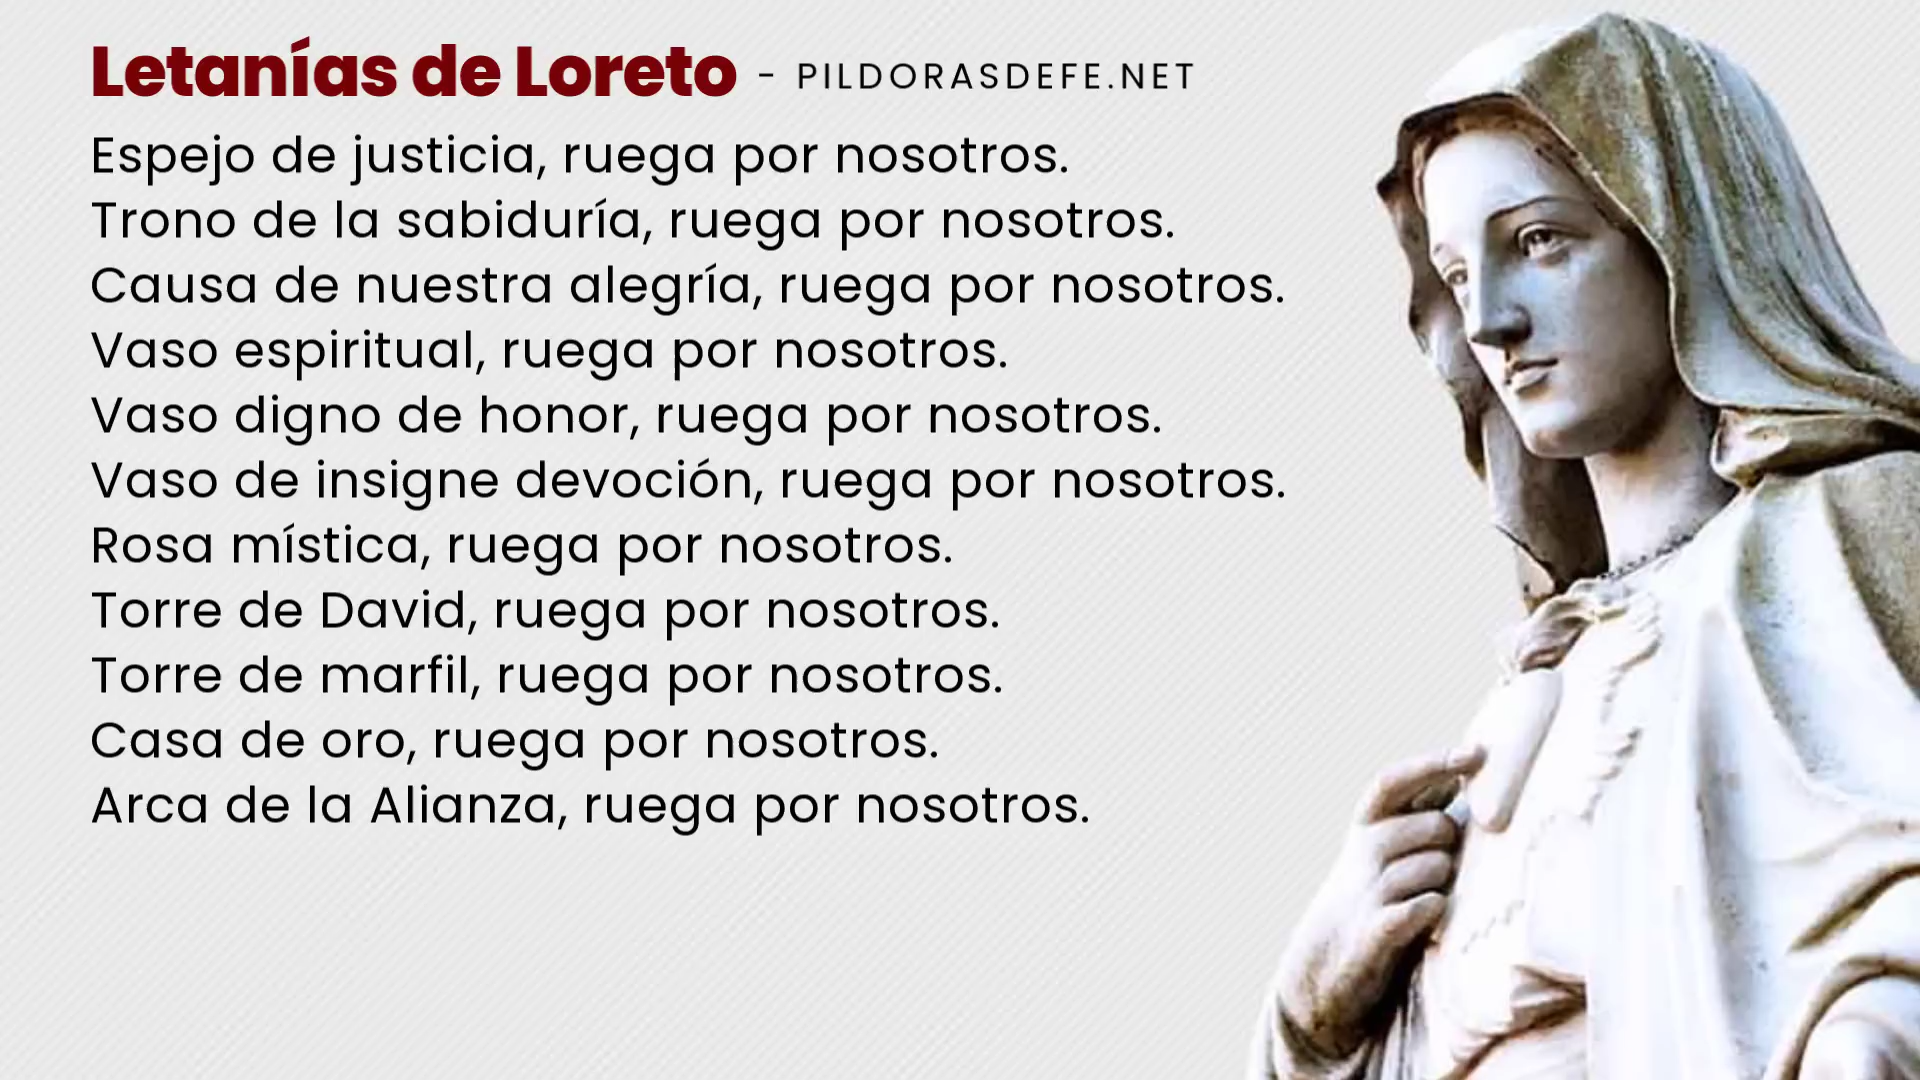 Letanías de Loreto - PILDORASDEFE.NET
Espejo de justicia, ruega por nosotros.
Trono de la sabiduría, ruega por nosotros.
Causa de nuestra alegría, ruega por nosotros.
Vaso espiritual, ruega por nosotros.
Vaso digno de honor, ruega por nosotros.
Vaso de insigne devoción, ruega por nosotros.
Rosa mística, ruega por nosotros.
Torre de David, ruega por nosotros.
Torre de marfil, ruega por nosotros.
Casa de oro, ruega por nosotros.
Arca de la Alianza, ruega por nosotros.